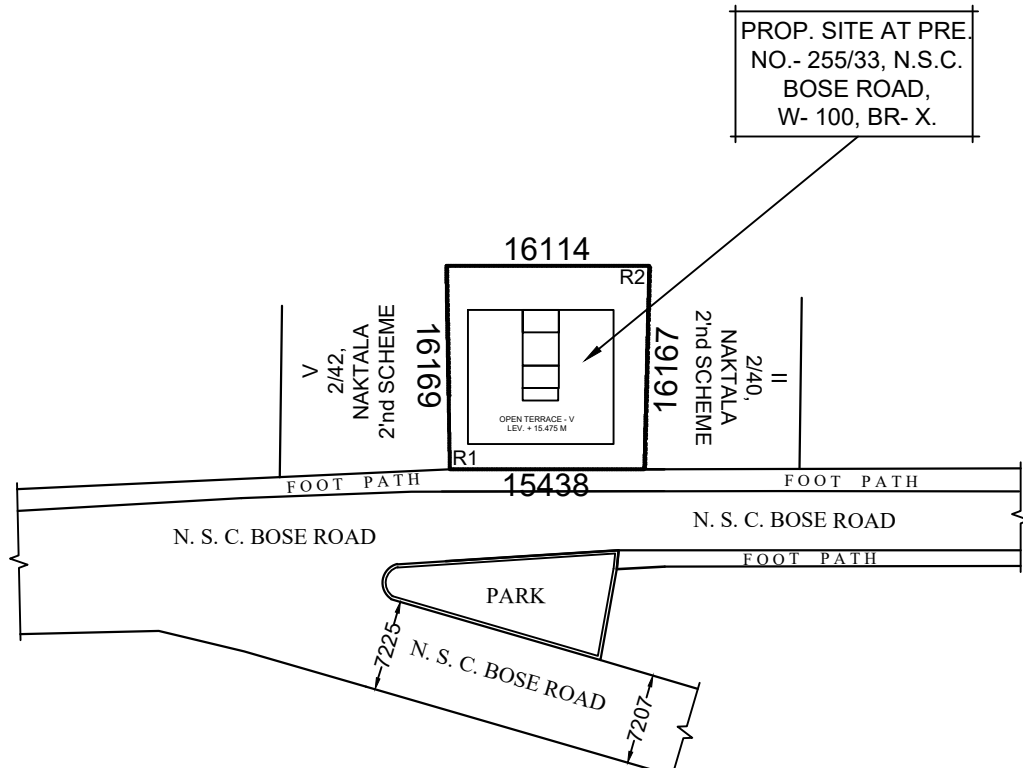 PROP. SITE AT PRE.
NO.- 255/33, N.S.C.
BOSE ROAD,
W- 100, BR- X.
16114
R2
V
2/42,
NAKTALA
2'nd SCHEME
16169
16167
II
2/40,
NAKTALA
2'nd SCHEME
OPEN TERRACE - V
LEV. + 15.475 M
R1
15438
FOOT PATH
FOOT PATH
N. S. C. BOSE ROAD
N. S. C. BOSE ROAD
FOOT PATH
PARK
7225
N. S. C. BOSE ROAD
7207